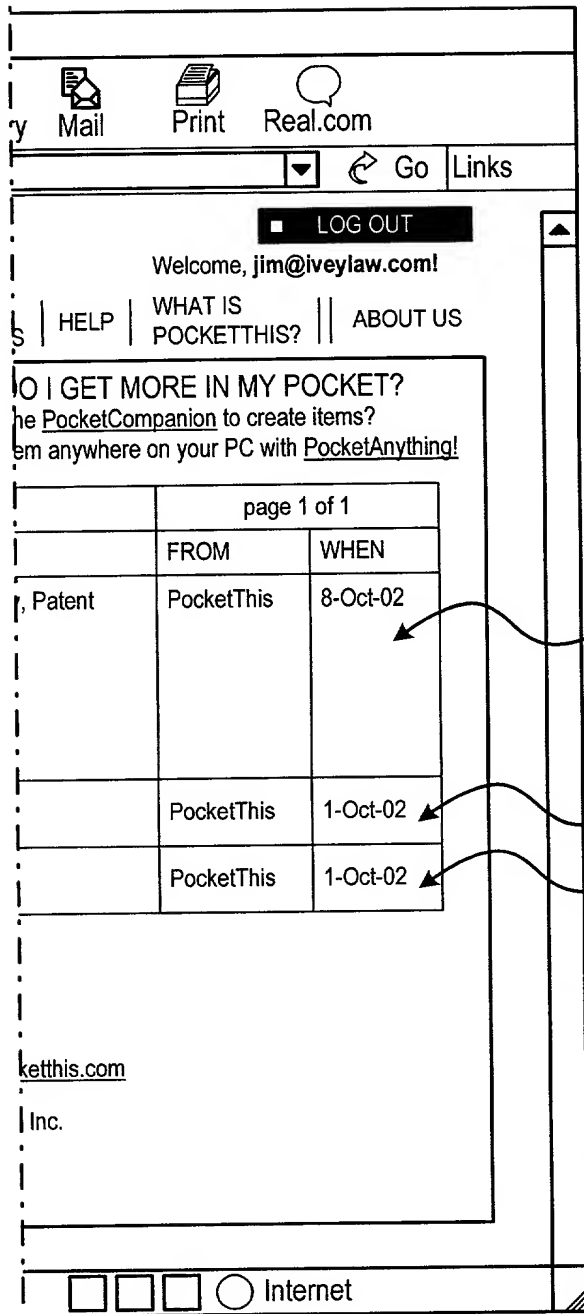 y Mail Print Real.com
Go Links
LOG OUT
Welcome, jim@iveylaw.com!
S | HELP | WHAT IS POCKETTHIS? || ABOUT US
O I GET MORE IN MY POCKET?
he PocketCompanion to create items?
em anywhere on your PC with PocketAnything!
page 1 of 1
FROM WHEN
, Patent PocketThis 8-Oct-02
PocketThis 1-Oct-02
PocketThis 1-Oct-02
ketthis.com
Inc.
Internet